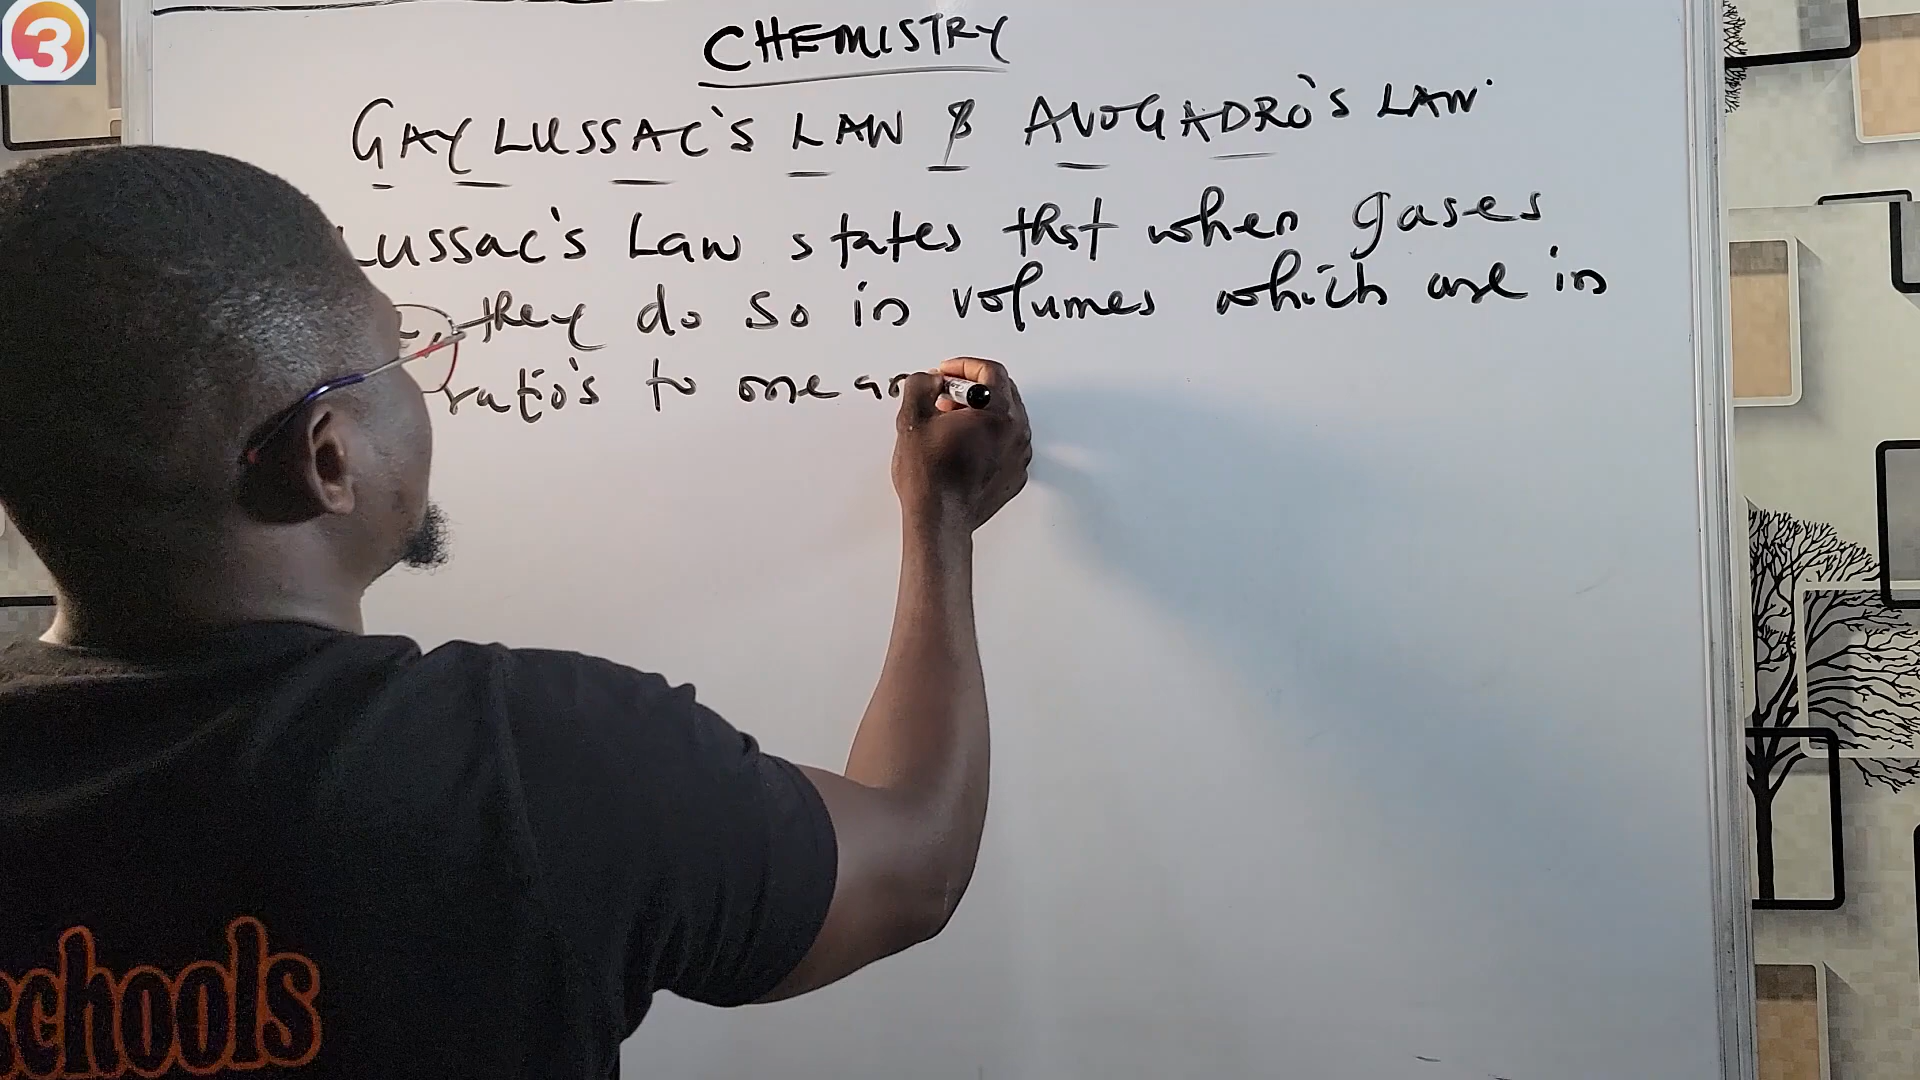 3
CHEMISTRY
GAY LUSSAC'S LAW & AVOGADRO'S LAW.
Lussac's Law states that when gases
they do so in volumes which are in
ratio's to one
schools